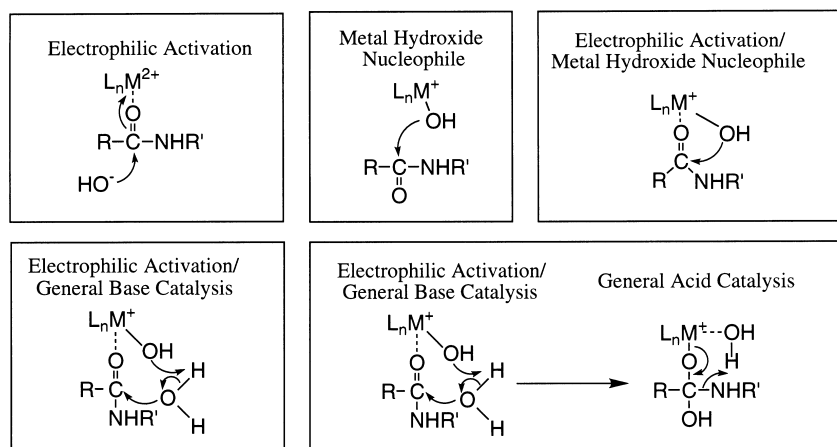 Electrophilic Activation
LₙM²⁺
O
R–C–NHR'
HO⁻
Metal Hydroxide
Nucleophile
LₙM⁺
OH
R–C–NHR'
O
Electrophilic Activation/
Metal Hydroxide Nucleophile
LₙM⁺
O
OH
C
R
NHR'
Electrophilic Activation/
General Base Catalysis
LₙM⁺
OH
O
H
R–C
O
NHR'
H
Electrophilic Activation/
General Base Catalysis
LₙM⁺
OH
O
H
R–C
O
NHR'
H
General Acid Catalysis
LₙM⁺
OH
O
H
R–C–NHR'
OH